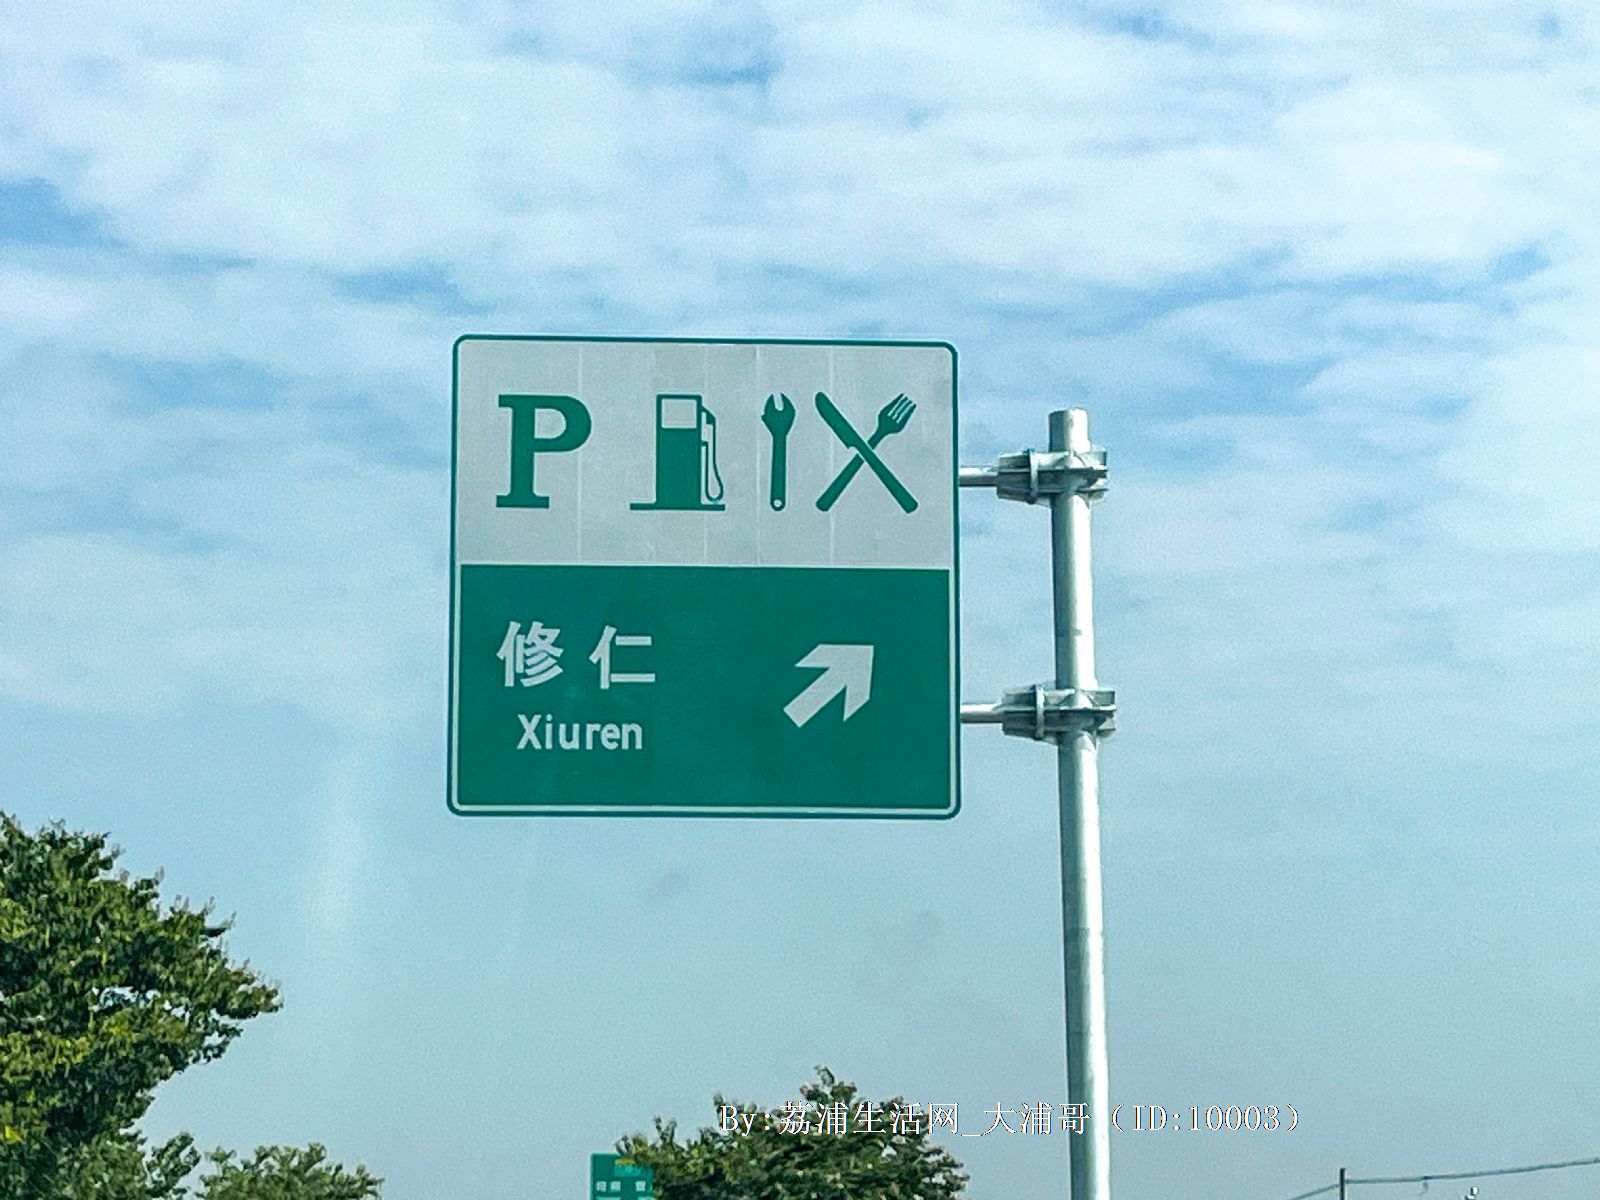 P
修仁
Xiuren
By:荔浦生活网_大浦哥（ID:10003）